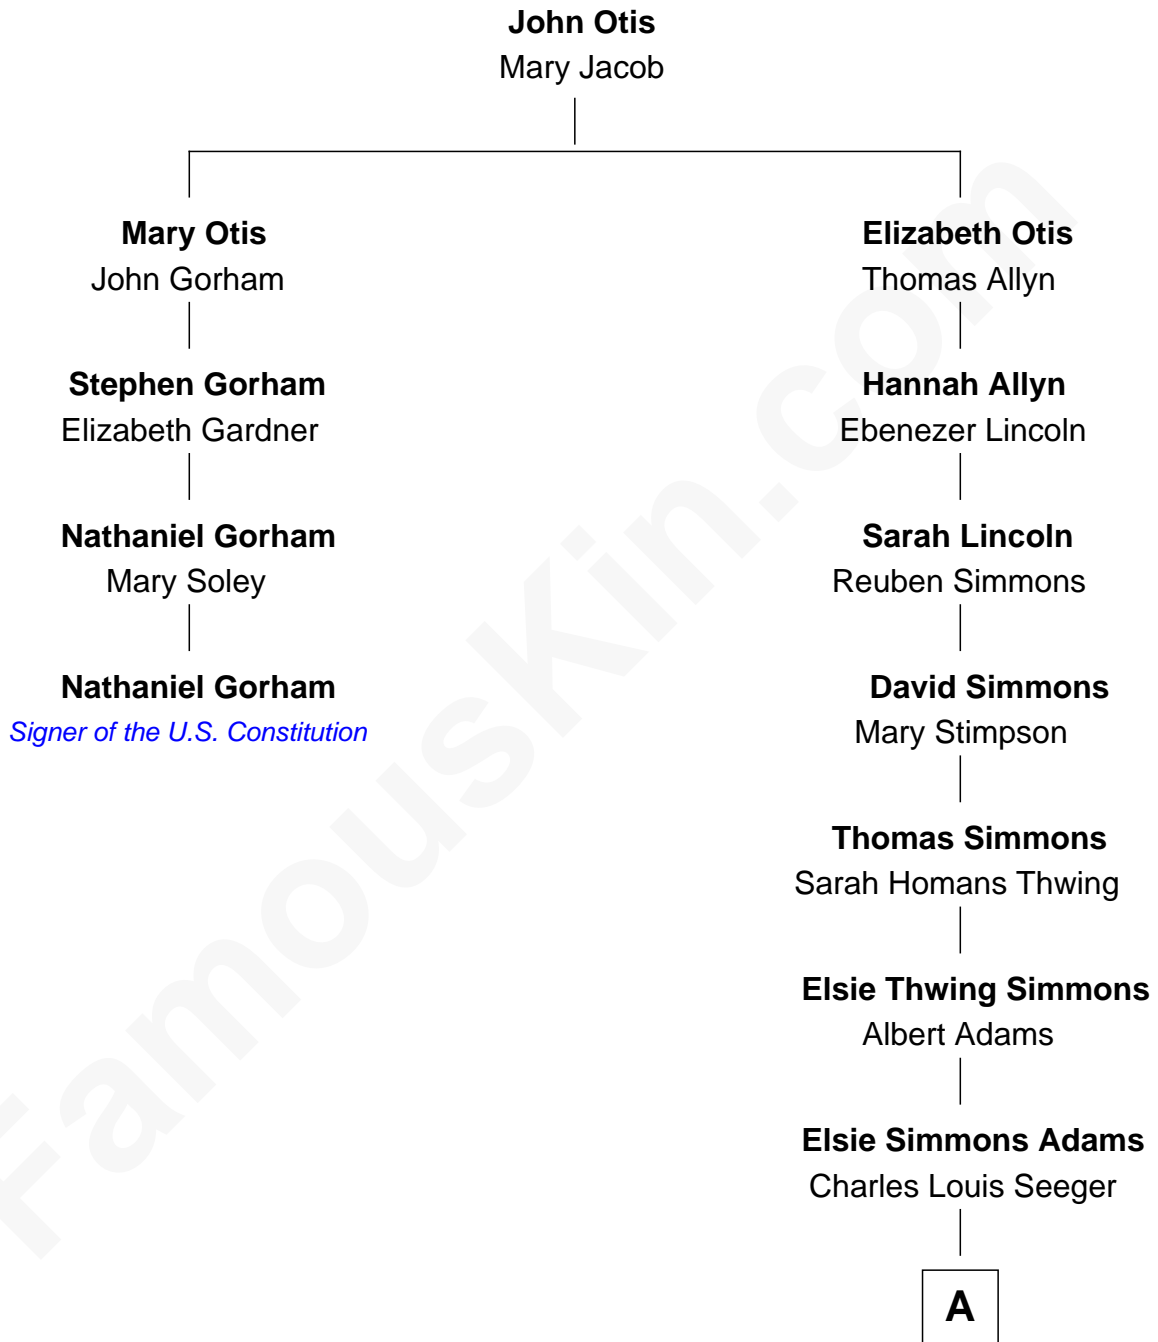 John Otis
Mary Jacob
Mary Otis
John Gorham
Elizabeth Otis
Thomas Allyn
Stephen Gorham
Elizabeth Gardner
Hannah Allyn
Ebenezer Lincoln
Nathaniel Gorham
Mary Soley
Sarah Lincoln
Reuben Simmons
Nathaniel Gorham
Signer of the U.S. Constitution
David Simmons
Mary Stimpson
Thomas Simmons
Sarah Homans Thwing
Elsie Thwing Simmons
Albert Adams
Elsie Simmons Adams
Charles Louis Seeger
A
FamousKin.com